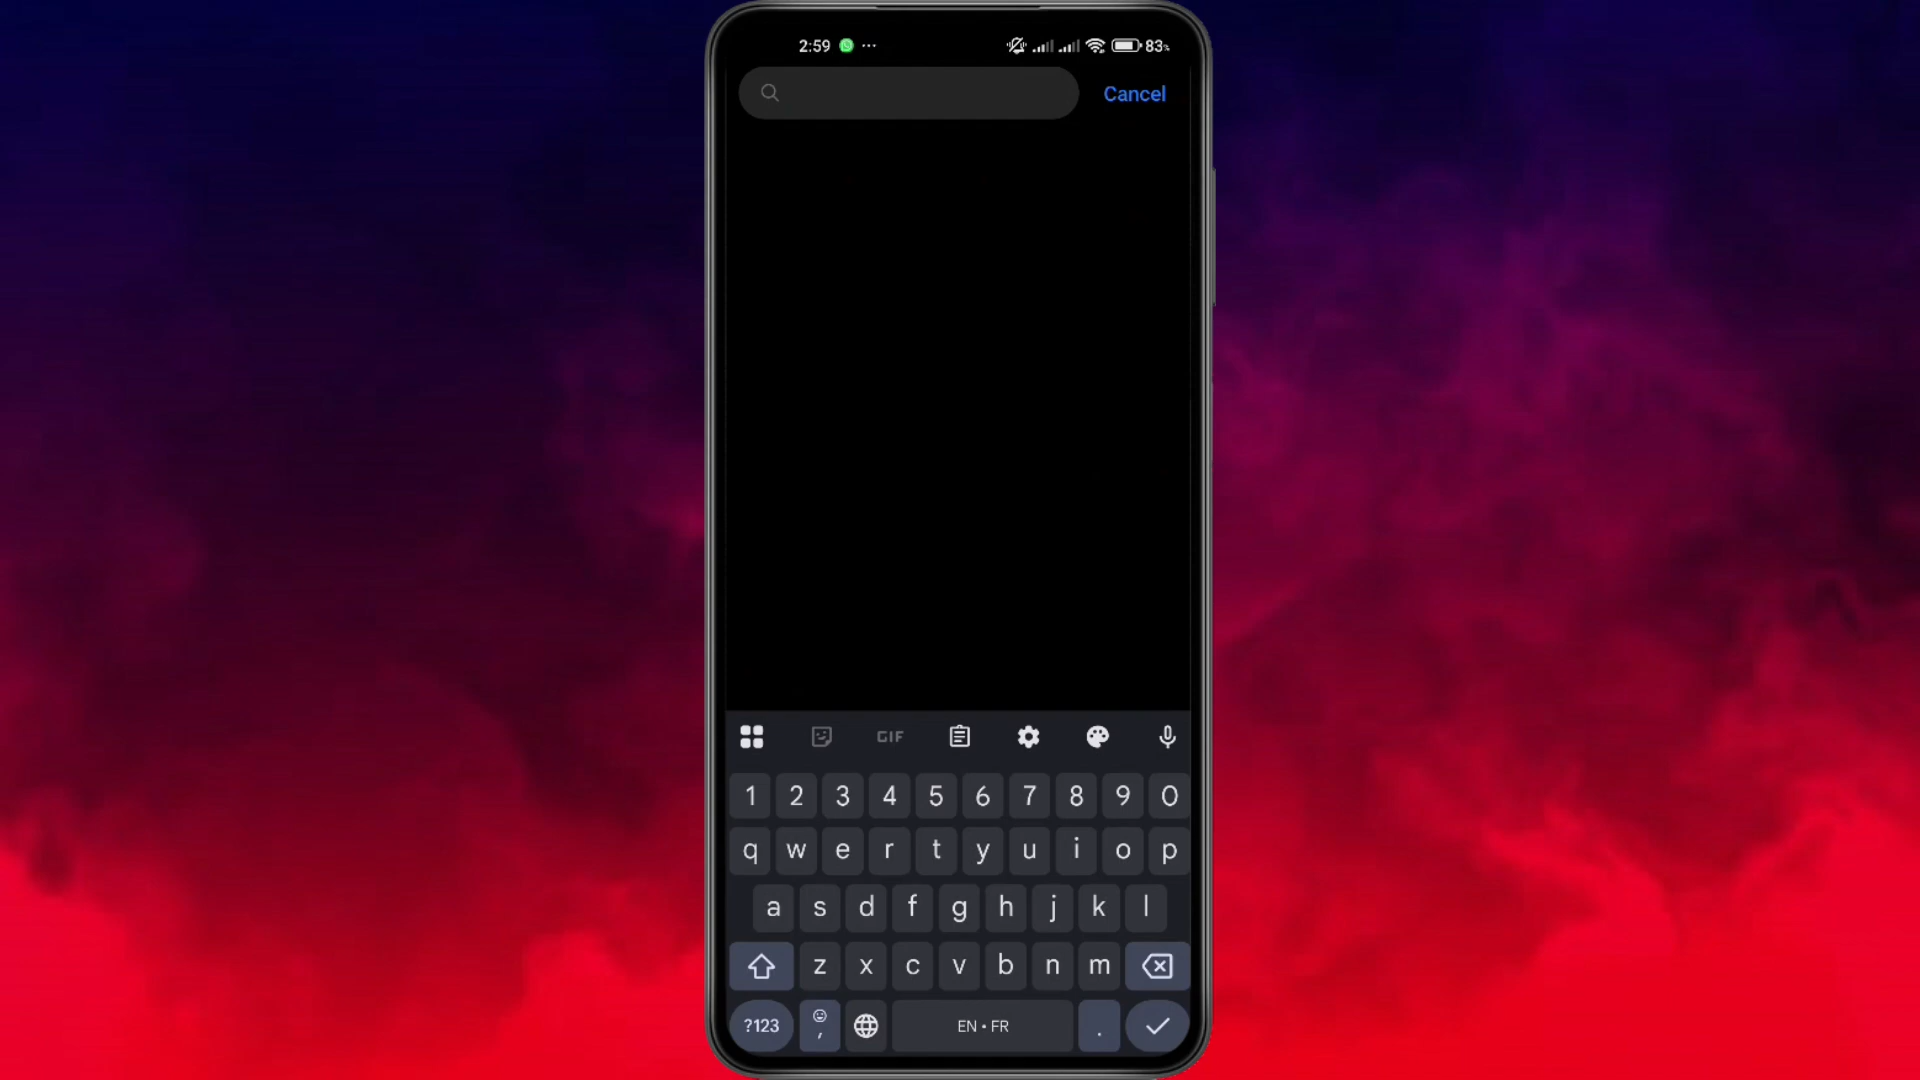 2:59 ... 83%
Cancel
GIF
1 2 3 4 5 6 7 8 9 0
q w e r t y u i o p
a s d f g h j k l
z x c v b n m
?123 , EN • FR .